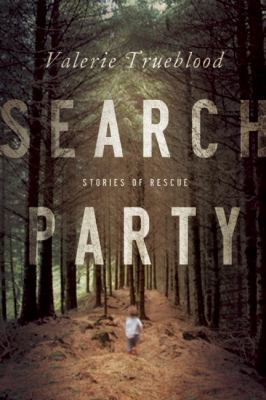 Valerie Trueblood
SEARCH
STORIES OF RESCUE
PARTY